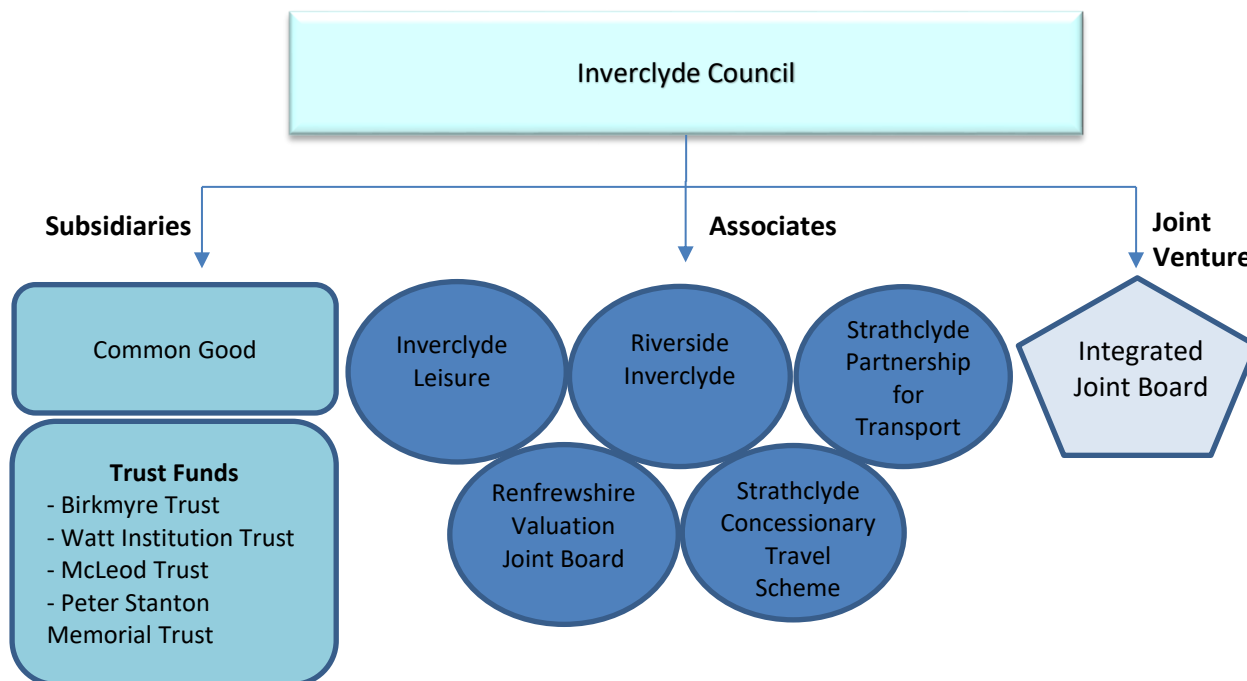 Inverclyde Council
Subsidiaries
Associates
Joint
Venture
Common Good
Trust Funds
- Birkmyre Trust
- Watt Institution Trust
- McLeod Trust
- Peter Stanton
Memorial Trust
Inverclyde
Leisure
Riverside
Inverclyde
Strathclyde
Partnership
for
Transport
Renfrewshire
Valuation
Joint Board
Strathclyde
Concessionary
Travel
Scheme
Integrated
Joint Board